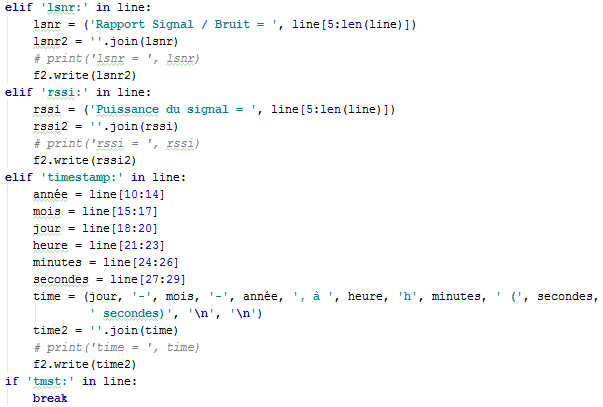 elif 'lsnr:' in line:
    lsnr = ('Rapport Signal / Bruit = ', line[5:len(line)])
    lsnr2 = ''.join(lsnr)
    # print('lsnr = ', lsnr)
    f2.write(lsnr2)
elif 'rssi:' in line:
    rssi = ('Puissance du signal = ', line[5:len(line)])
    rssi2 = ''.join(rssi)
    # print('rssi = ', rssi)
    f2.write(rssi2)
elif 'timestamp:' in line:
    année = line[10:14]
    mois = line[15:17]
    jour = line[18:20]
    heure = line[21:23]
    minutes = line[24:26]
    secondes = line[27:29]
    time = (jour, '-', mois, '-', année, ', à ', heure, 'h', minutes, ' (', secondes,
            ' secondes)', '\n', '\n')
    time2 = ''.join(time)
    # print('time = ', time)
    f2.write(time2)
if 'tmst:' in line:
    break